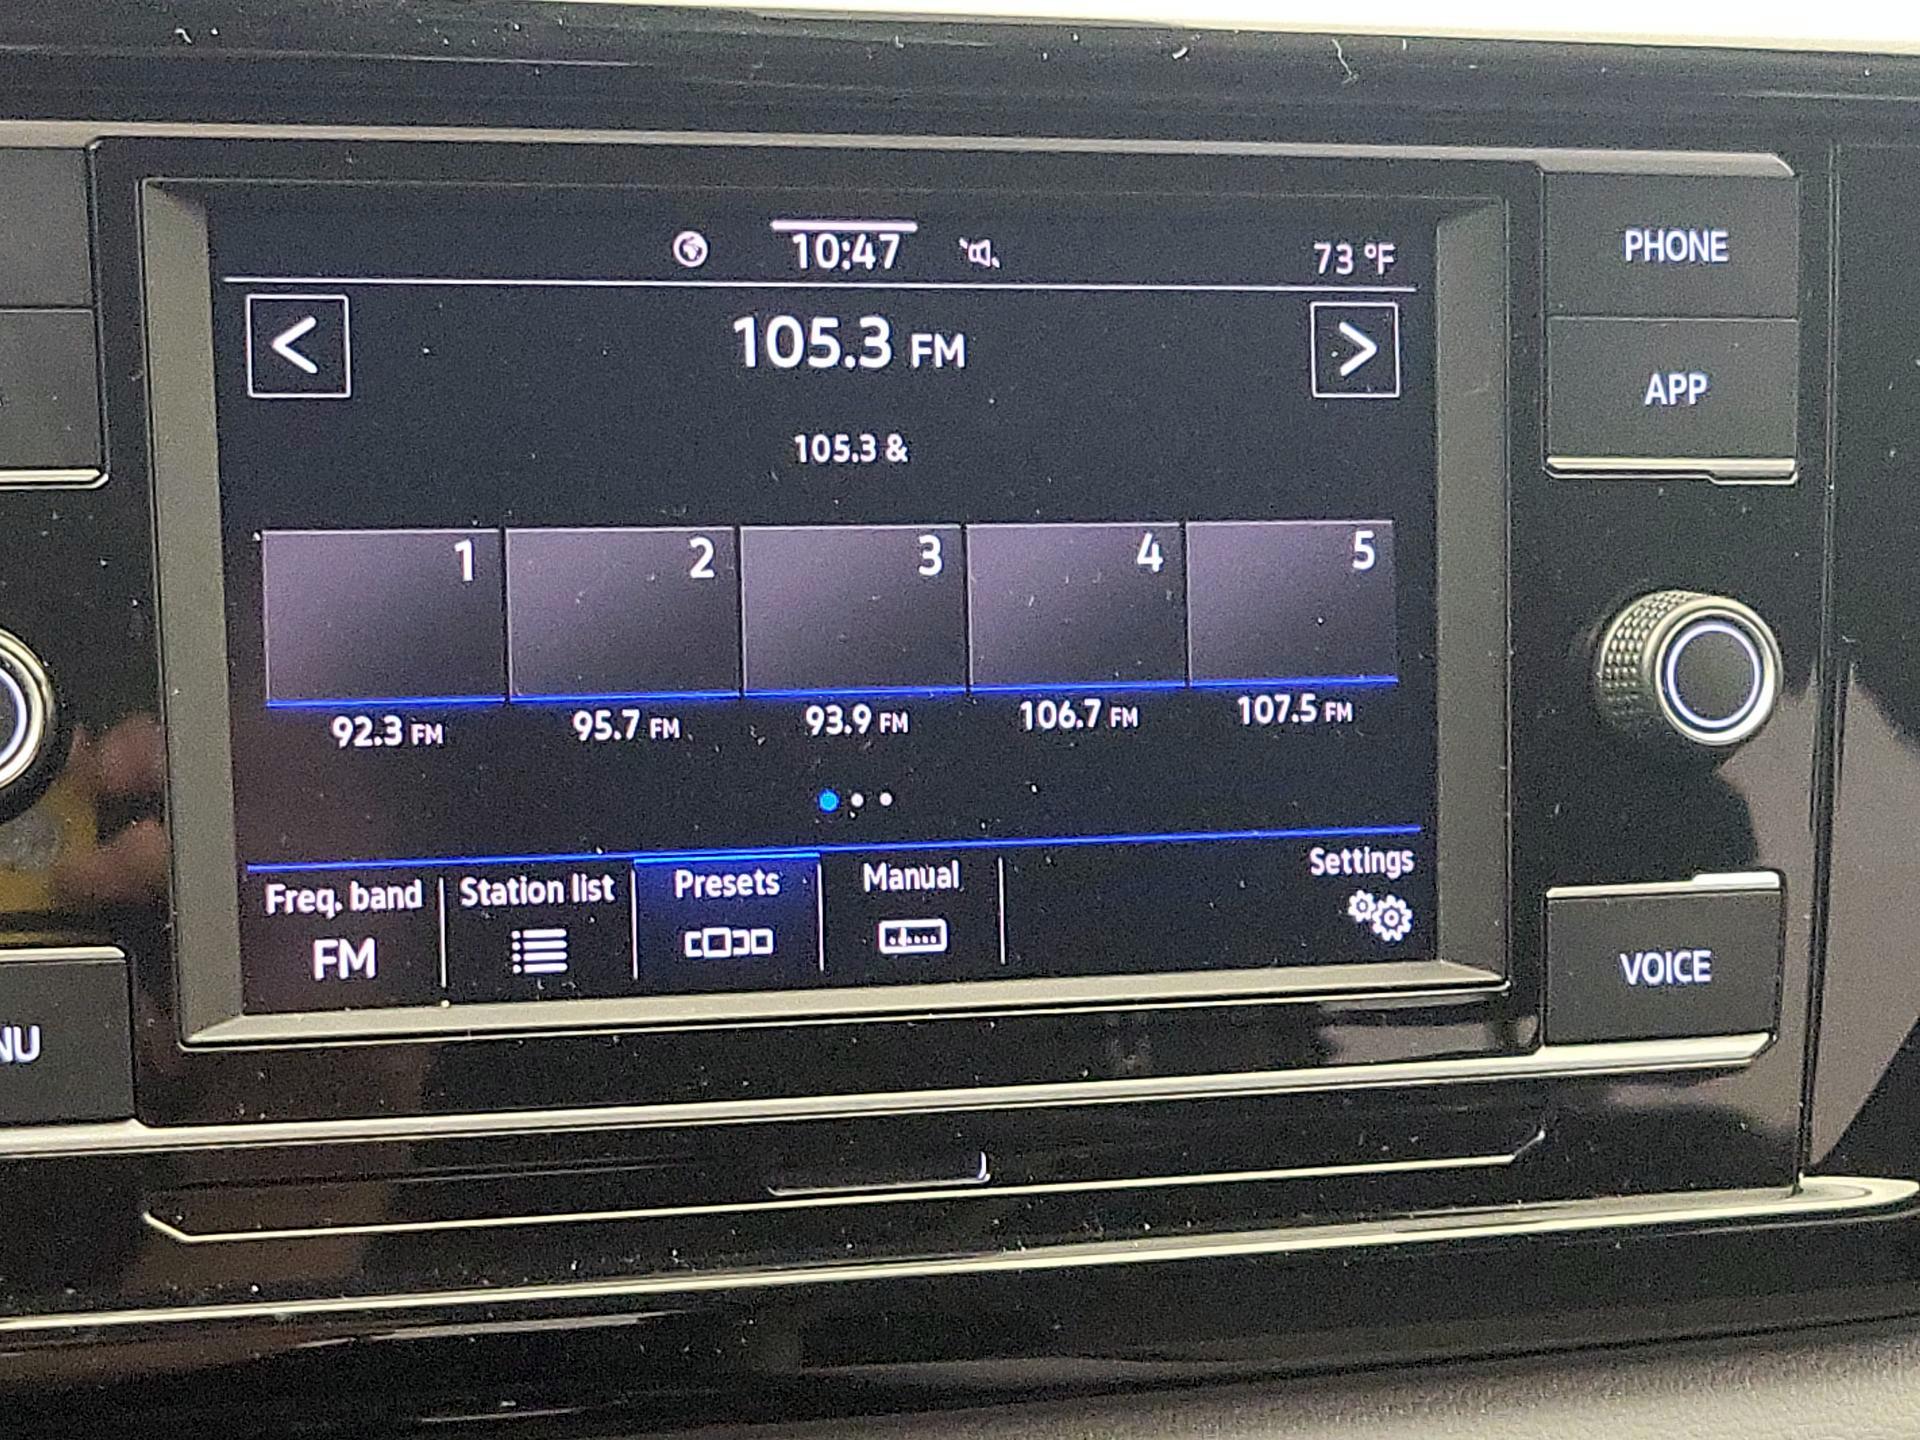 10:47
73 °F
<
105.3 FM
>
105.3 &
1
2
3
4
5
92.3 FM
95.7 FM
93.9 FM
106.7 FM
107.5 FM
Freq. band
FM
Station list
Presets
Manual
Settings
PHONE
APP
VOICE
NU